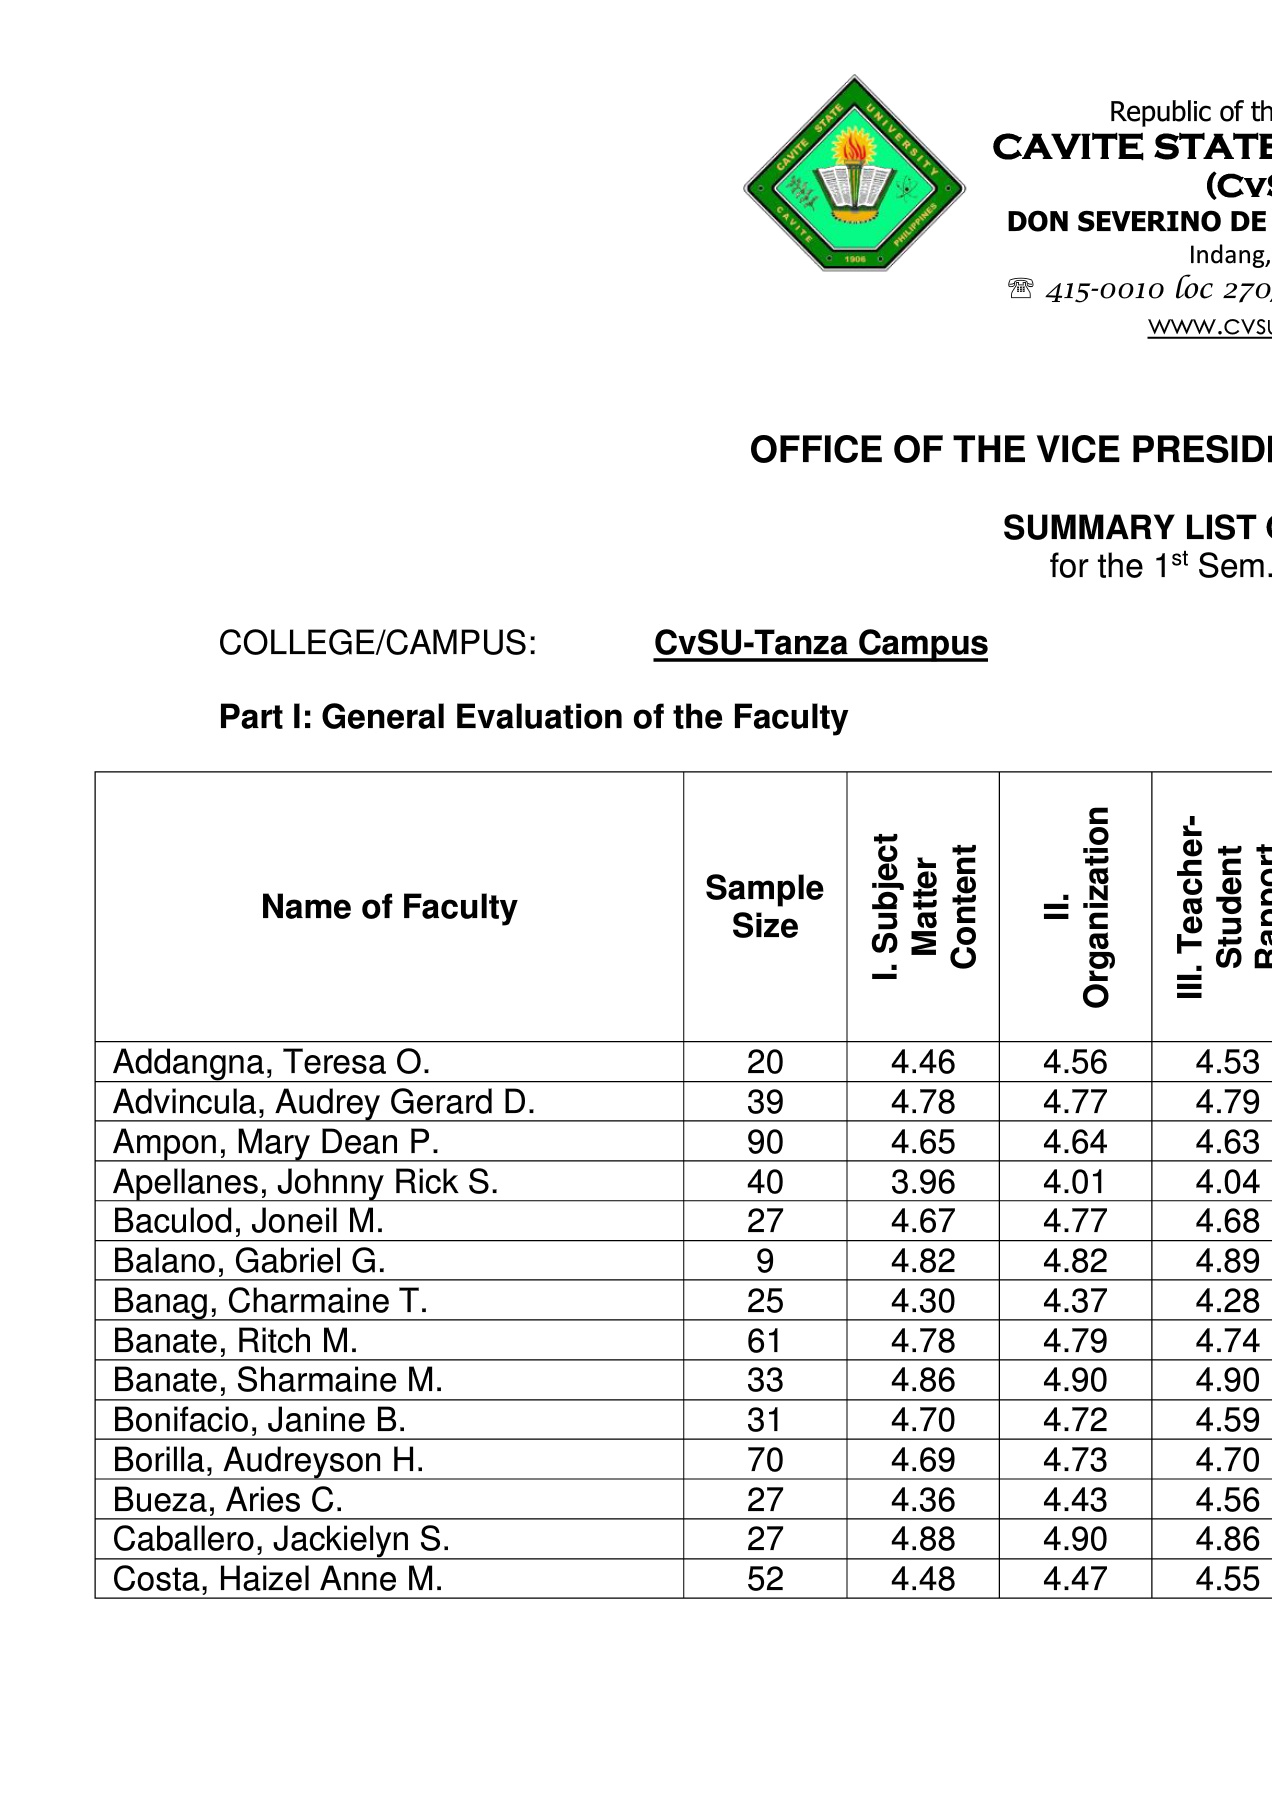 CAVITE STATE UNIVERSITY
CAVITE PHILIPPINES
1906
Republic of th
CAVITE STATE
(CvS
DON SEVERINO DE
Indang,
☏ 415-0010 loc 270,
www.cvsu
OFFICE OF THE VICE PRESID
SUMMARY LIST
for the 1st Sem.
COLLEGE/CAMPUS: CvSU-Tanza Campus
Part I: General Evaluation of the Faculty
Name of Faculty Sample Size I. Subject Matter Content II. Organization III. Teacher-Student Rapport
Addangna, Teresa O. 20 4.46 4.56 4.53
Advincula, Audrey Gerard D. 39 4.78 4.77 4.79
Ampon, Mary Dean P. 90 4.65 4.64 4.63
Apellanes, Johnny Rick S. 40 3.96 4.01 4.04
Baculod, Joneil M. 27 4.67 4.77 4.68
Balano, Gabriel G. 9 4.82 4.82 4.89
Banag, Charmaine T. 25 4.30 4.37 4.28
Banate, Ritch M. 61 4.78 4.79 4.74
Banate, Sharmaine M. 33 4.86 4.90 4.90
Bonifacio, Janine B. 31 4.70 4.72 4.59
Borilla, Audreyson H. 70 4.69 4.73 4.70
Bueza, Aries C. 27 4.36 4.43 4.56
Caballero, Jackielyn S. 27 4.88 4.90 4.86
Costa, Haizel Anne M. 52 4.48 4.47 4.55